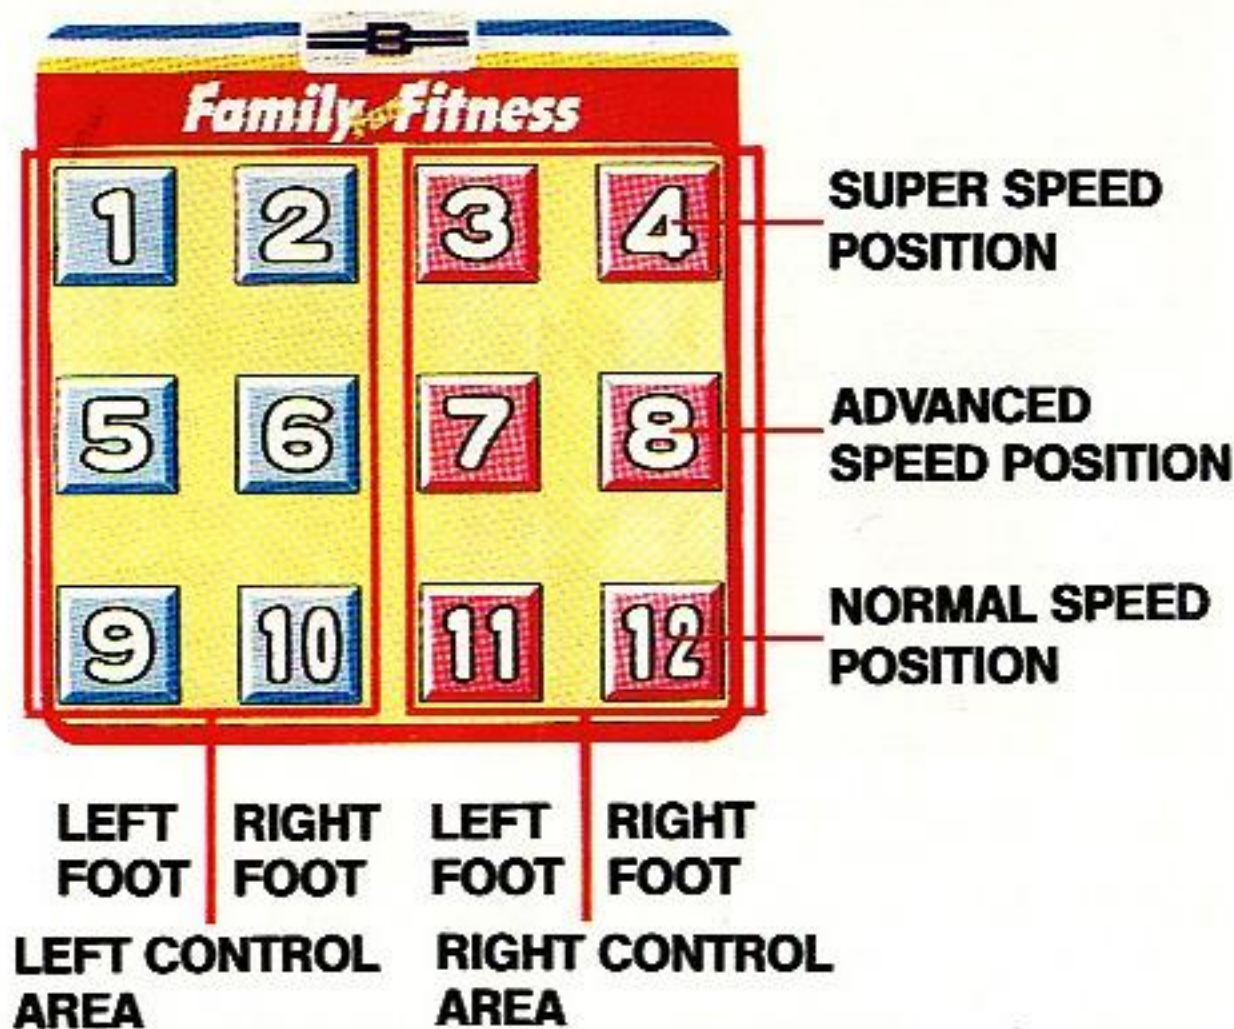 B
Family Fun Fitness
1 2 3 4
SUPER SPEED
POSITION
5 6 7 8
ADVANCED
SPEED POSITION
9 10 11 12
NORMAL SPEED
POSITION
LEFT FOOT
RIGHT FOOT
LEFT FOOT
RIGHT FOOT
LEFT CONTROL
AREA
RIGHT CONTROL
AREA